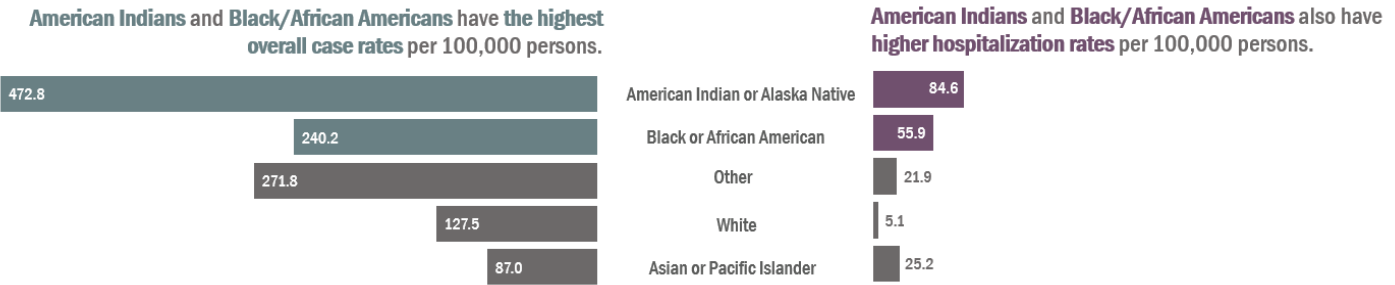 American Indians and Black/African Americans have the highest
overall case rates per 100,000 persons.
American Indians and Black/African Americans also have
higher hospitalization rates per 100,000 persons.
472.8 American Indian or Alaska Native 84.6
240.2 Black or African American 55.9
271.8 Other 21.9
127.5 White 5.1
87.0 Asian or Pacific Islander 25.2